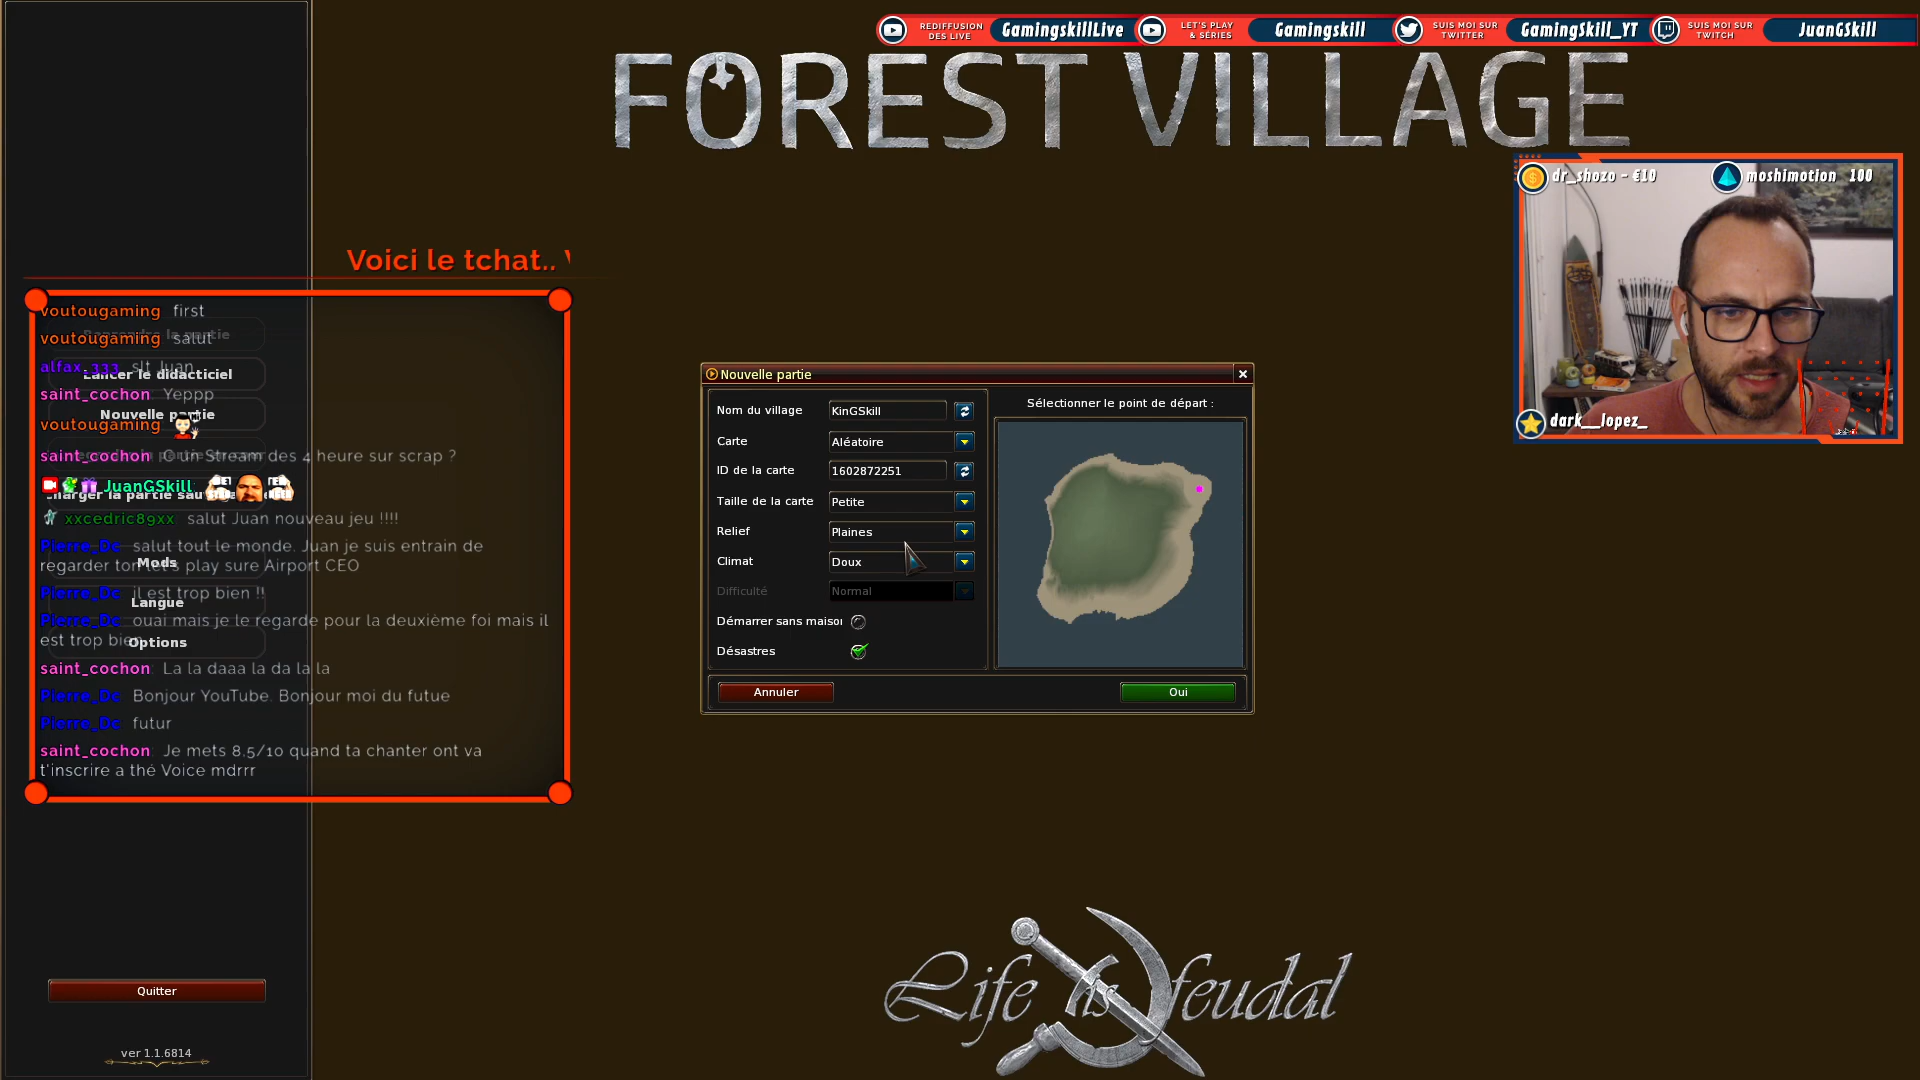 REDIFFUSION
DES LIVE
GamingskillLive
LET'S PLAY
& SÉRIES
Gamingskill
SUIS MOI SUR
TWITTER
GamingSkill_YT
SUIS MOI SUR
TWITCH
JuanGSkill
FOREST VILLAGE
dr_shozo - €10
moshimotion 100
dark__lopez_
Voici le tchat..
voutougaming first
voutougaming salut
alfax_333 slt Juan
Lancer le didacticiel
saint_cochon Yeppp
Nouvelle partie
voutougaming
saint_cochon C un Stream des 4 heure sur scrap ?
JuanGSkill
xxcedric89xx salut Juan nouveau jeu !!!!
Pierre_Dc salut tout le monde. Juan je suis entrain de
regarder ton let's play sure Airport CEO
Mods
Pierre_Dc il est trop bien !!
Langue
Pierre_Dc ouai mais je le regarde pour la deuxième foi mais il
est trop bien
Options
saint_cochon La la daaa la da la la
Pierre_Dc Bonjour YouTube. Bonjour moi du futue
Pierre_Dc futur
saint_cochon Je mets 8,5/10 quand ta chanter ont va
t'inscrire a thé Voice mdrrr
Quitter
ver 1.1.6814
Nouvelle partie
Nom du village KinGSkill
Carte Aléatoire
ID de la carte 1602872251
Taille de la carte Petite
Relief Plaines
Climat Doux
Difficulté Normal
Démarrer sans maison
Désastres
Sélectionner le point de départ :
Annuler
Oui
Life is feudal